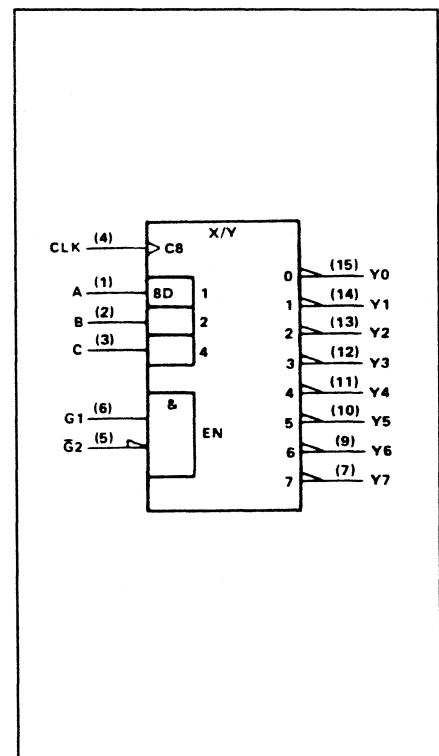 X/Y
CLK (4) C8
A (1) 8D 1
B (2) 2
C (3) 4
G1 (6) & EN
G̅2 (5)
0 (15) Y0
1 (14) Y1
2 (13) Y2
3 (12) Y3
4 (11) Y4
5 (10) Y5
6 (9) Y6
7 (7) Y7